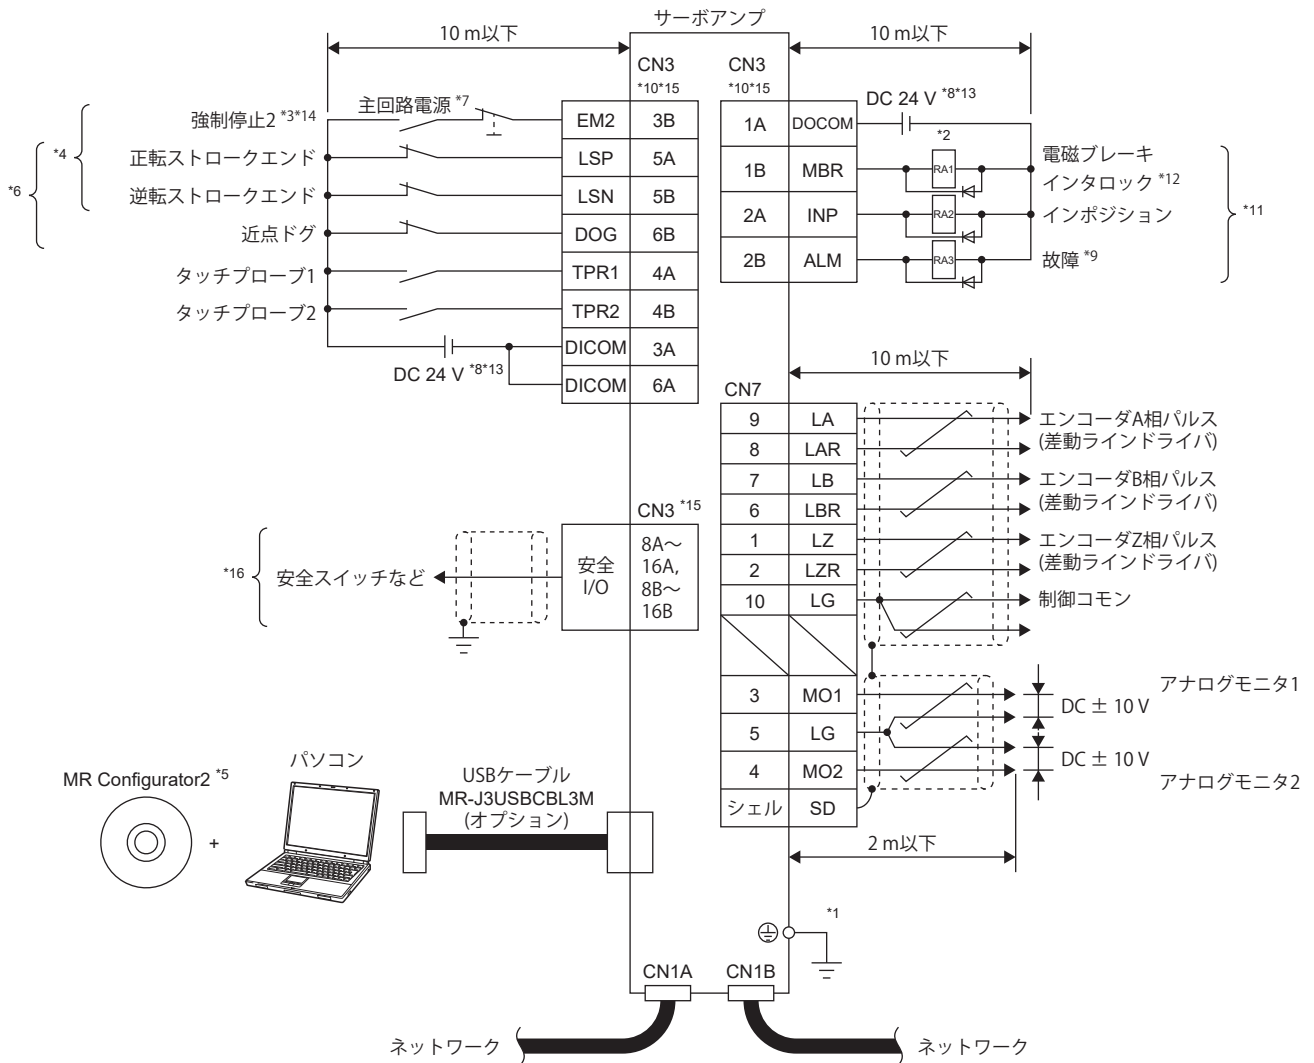 サーボアンプ
10 m以下
10 m以下
CN3
*10*15
CN3
*10*15
強制停止2 *3*14
主回路電源 *7
EM2 3B
*4
正転ストロークエンド
LSP 5A
*6
逆転ストロークエンド
LSN 5B
近点ドグ
DOG 6B
タッチプローブ1
TPR1 4A
タッチプローブ2
TPR2 4B
DICOM 3A
DC 24 V *8*13
DICOM 6A
DC 24 V *8*13
1A DOCOM
*2
1B MBR
RA1
電磁ブレーキ
インタロック *12
2A INP
RA2
インポジション
*11
2B ALM
RA3
故障 *9
10 m以下
CN7
9 LA
エンコーダA相パルス
(差動ラインドライバ)
8 LAR
7 LB
エンコーダB相パルス
(差動ラインドライバ)
6 LBR
1 LZ
エンコーダZ相パルス
(差動ラインドライバ)
2 LZR
10 LG
制御コモン
3 MO1
アナログモニタ1
DC ± 10 V
5 LG
DC ± 10 V
4 MO2
アナログモニタ2
シェル SD
2 m以下
CN3 *15
*16
安全スイッチなど
安全
I/O
8A～
16A,
8B～
16B
MR Configurator2 *5
+
パソコン
USBケーブル
MR-J3USBCBL3M
(オプション)
*1
CN1A
CN1B
ネットワーク
ネットワーク